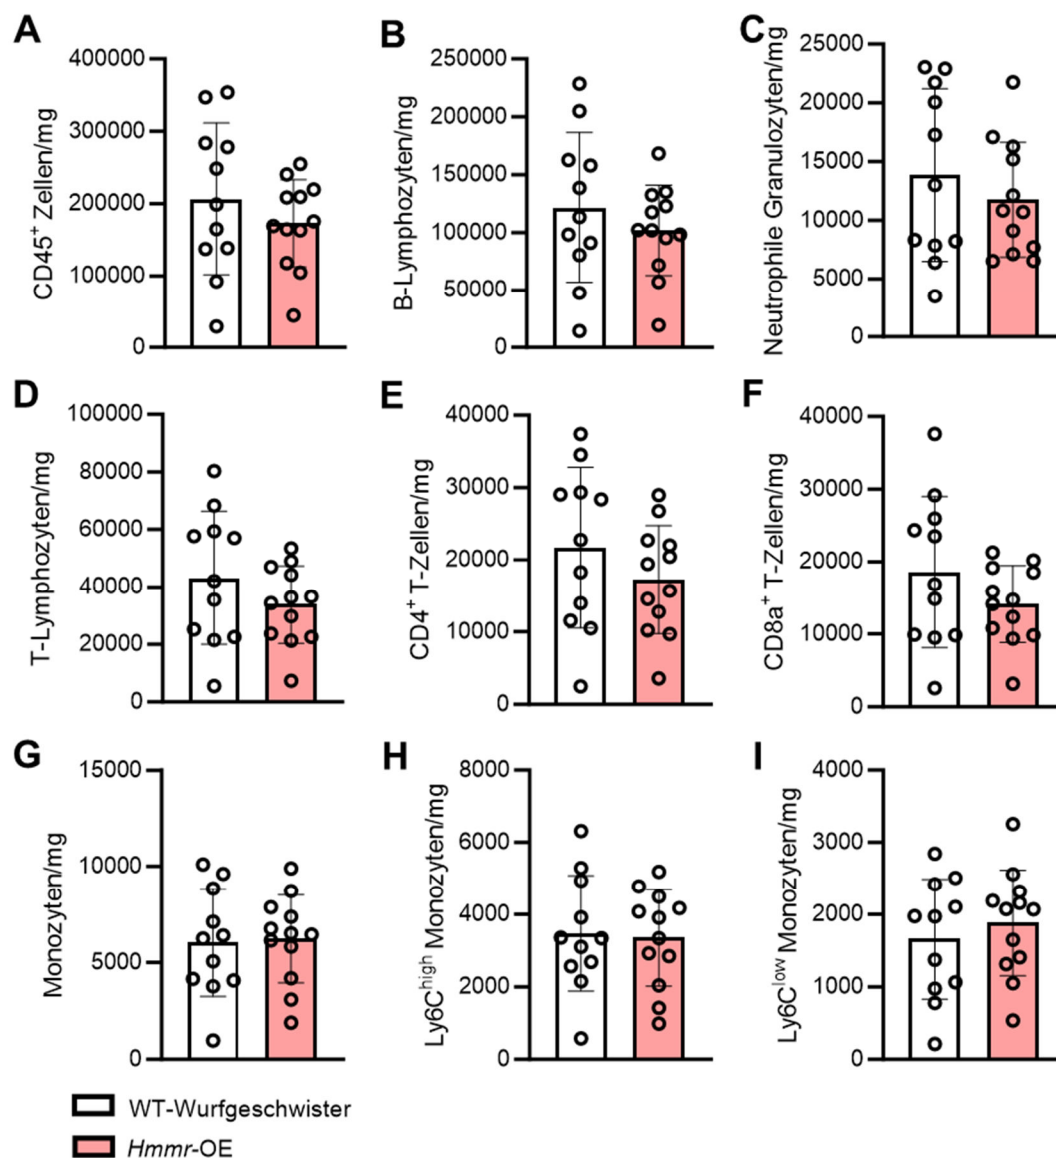 A
CD45+ Zellen/mg
400000
300000
200000
100000
0
B
B-Lymphozyten/mg
250000
200000
150000
100000
50000
0
C
Neutrophile Granulozyten/mg
25000
20000
15000
10000
5000
0
D
T-Lymphozyten/mg
100000
80000
60000
40000
20000
0
E
CD4+ T-Zellen/mg
40000
30000
20000
10000
0
F
CD8a+ T-Zellen/mg
40000
30000
20000
10000
0
G
Monozyten/mg
15000
10000
5000
0
H
Ly6Chigh Monozyten/mg
8000
6000
4000
2000
0
I
Ly6Clow Monozyten/mg
4000
3000
2000
1000
0
WT-Wurfgeschwister
Hmmr-OE